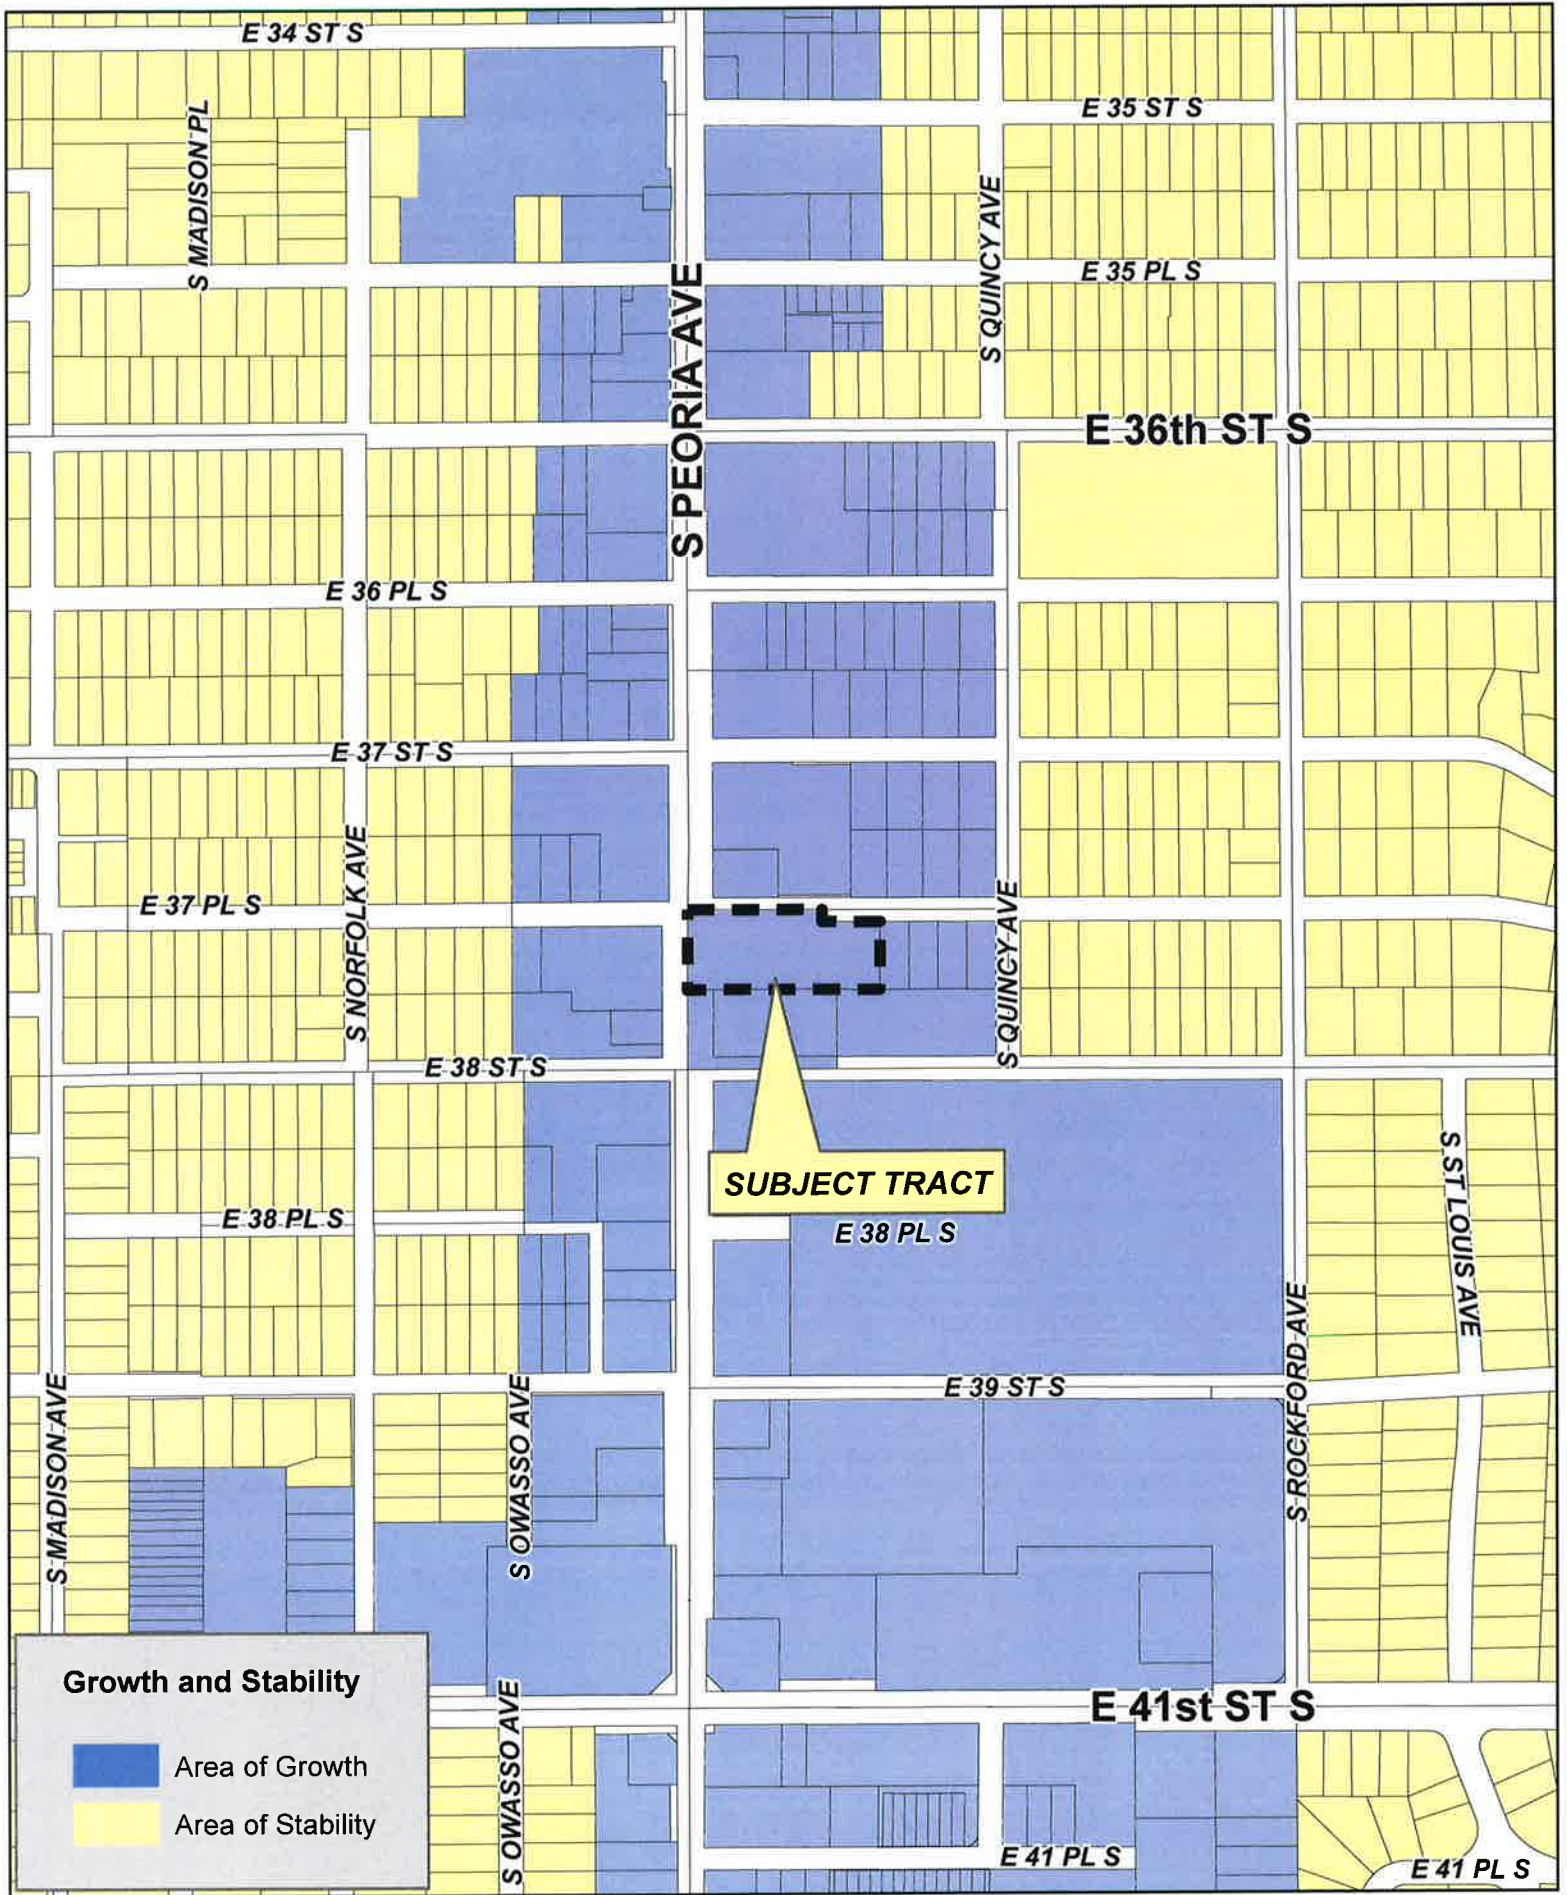 E 34 ST S
E 35 ST S
S MADISON PL
S QUINCY AVE
E 35 PL S
S PEORIA AVE
E 36th ST S
E 36 PL S
E 37 ST S
S NORFOLK AVE
E 37 PL S
S QUINCY AVE
E 38 ST S
SUBJECT TRACT
S ST LOUIS AVE
E 38 PL S
E 38 PL S
S ROCKFORD AVE
E 39 ST S
S MADISON AVE
S OWASSO AVE
Growth and Stability
Area of Growth
Area of Stability
E 41st ST S
S OWASSO AVE
E 41 PL S
E 41 PL S